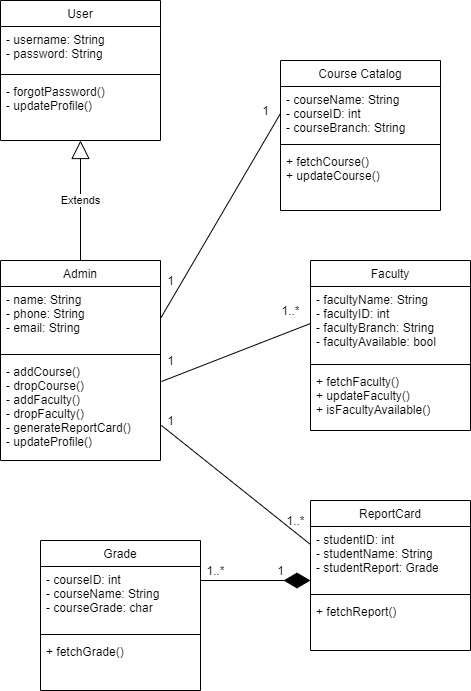 User
- username: String
- password: String
- forgotPassword()
- updateProfile()
Extends
Course Catalog
- courseName: String
- courseID: int
- courseBranch: String
+ fetchCourse()
+ updateCourse()
1
1
Admin
- name: String
- phone: String
- email: String
- addCourse()
- dropCourse()
- addFaculty()
- dropFaculty()
- generateReportCard()
- updateProfile()
Faculty
- facultyName: String
- facultyID: int
- facultyBranch: String
- facultyAvailable: bool
+ fetchFaculty()
+ updateFaculty()
+ isFacultyAvailable()
1..*
1
1
1..*
ReportCard
- studentID: int
- studentName: String
- studentReport: Grade
+ fetchReport()
Grade
- courseID: int
- courseName: String
- courseGrade: char
+ fetchGrade()
1..*
1